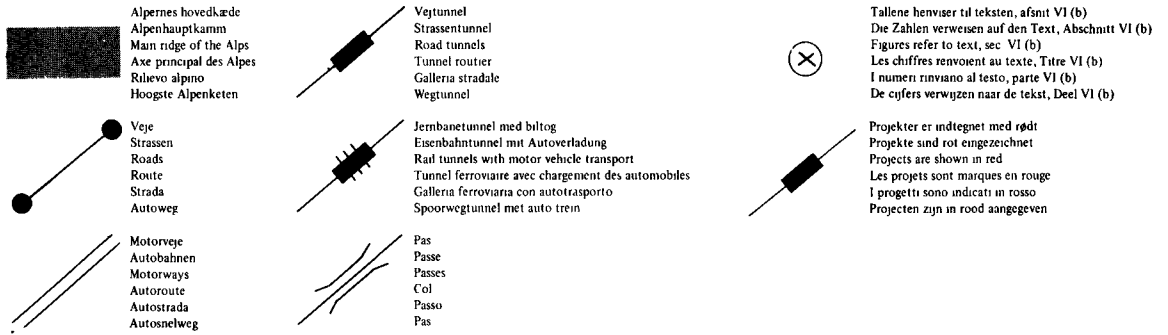 Alpernes hovedkæde
Alpenhauptkamm
Main ridge of the Alps
Axe principal des Alpes
Rilievo alpino
Hoogste Alpenketen
Vejtunnel
Strassentunnel
Road tunnels
Tunnel routier
Galleria stradale
Wegtunnel
Tallene henviser til teksten, afsnit VI (b)
Die Zahlen verweisen auf den Text, Abschnitt VI (b)
Figures refer to text, sec VI (b)
Les chiffres renvoient au texte, Titre VI (b)
I numeri rinviano al testo, parte VI (b)
De cijfers verwijzen naar de tekst, Deel VI (b)
Veje
Strassen
Roads
Route
Strada
Autoweg
Jernbanetunnel med biltog
Eisenbahntunnel mit Autoverladung
Rail tunnels with motor vehicle transport
Tunnel ferroviaire avec chargement des automobiles
Galleria ferroviaria con autotrasporto
Spoorwegtunnel met auto trein
Projekter er indtegnet med rødt
Projekte sind rot eingezeichnet
Projects are shown in red
Les projets sont marques en rouge
I progetti sono indicati in rosso
Projecten zijn in rood aangegeven
Motorveje
Autobahnen
Motorways
Autoroute
Autostrada
Autosnelweg
Pas
Passe
Passes
Col
Passo
Pas